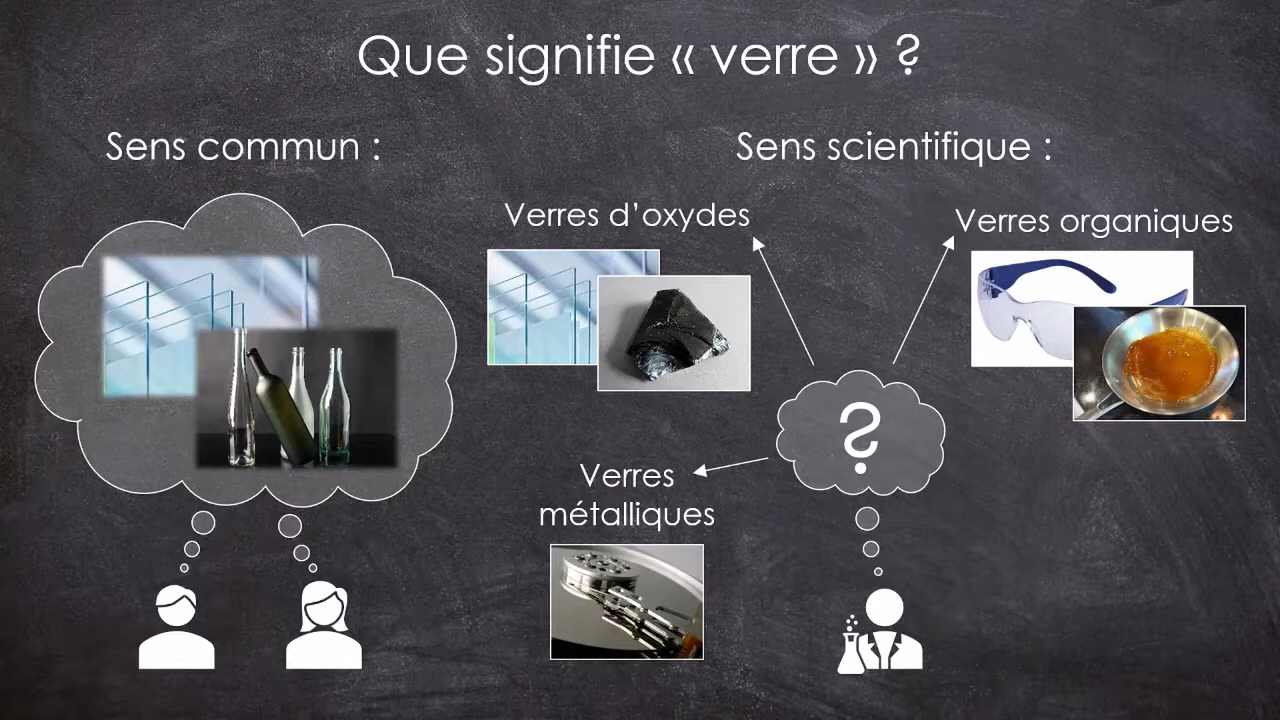 Que signifie « verre » ?
Sens commun :
Sens scientifique :
Verres d’oxydes
Verres organiques
?
Verres
métalliques